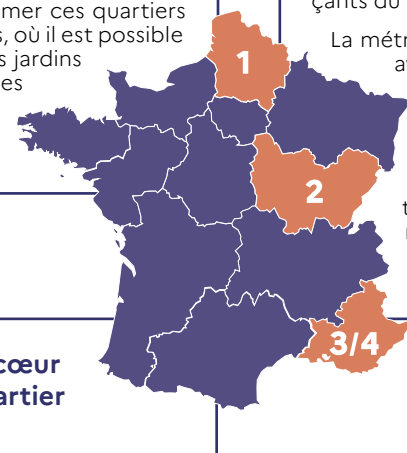 mer ces quartiers
, où il est possible
s jardins
es
çants du
La métr
a
t
1
2
3/4
cœur
artier